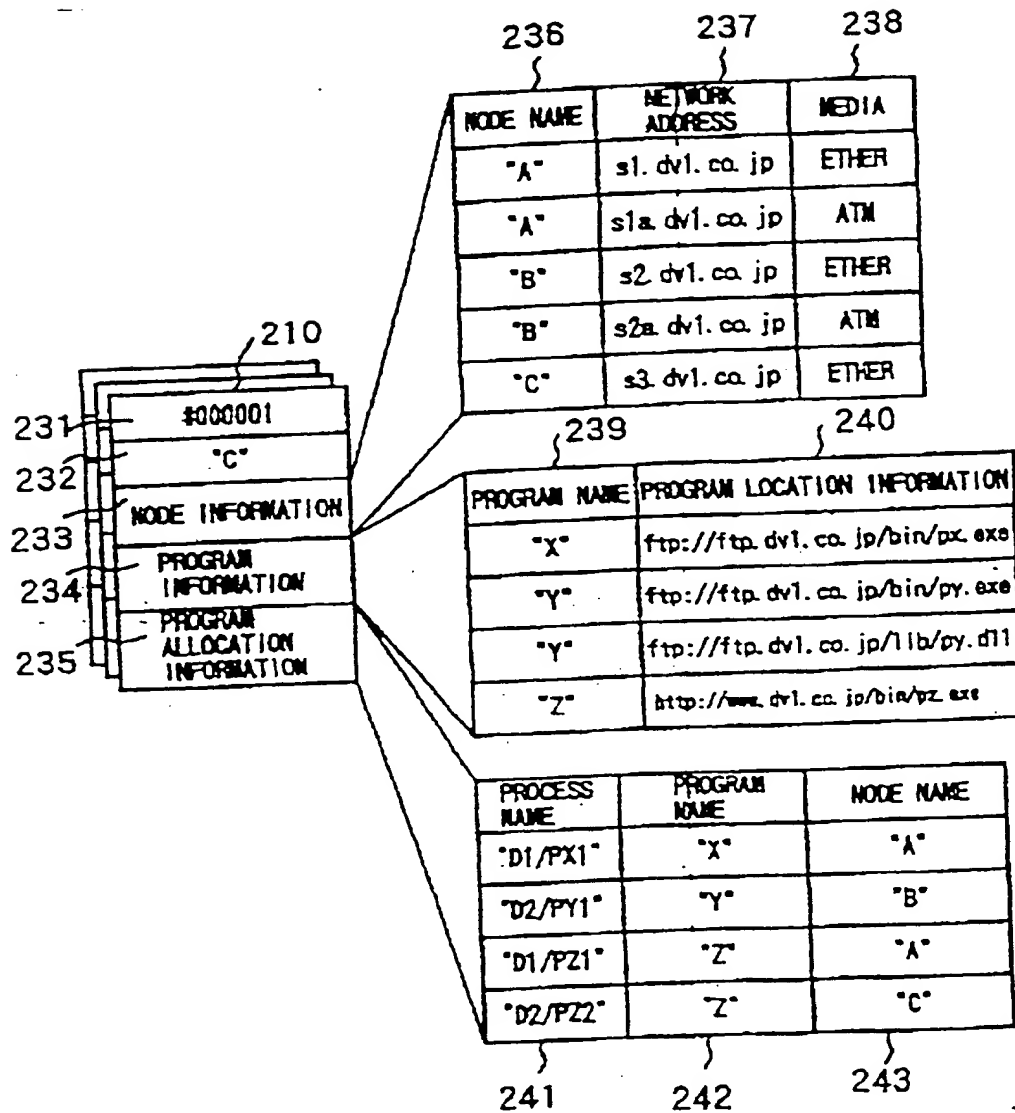 236 237 238
NODE NAME NETWORK ADDRESS MEDIA
"A" s1.dv1.co.jp ETHER
"A" s1a.dv1.co.jp ATM
"B" s2.dv1.co.jp ETHER
"B" s2a.dv1.co.jp ATM
"C" s3.dv1.co.jp ETHER
210
231 #000001
232 "C"
233 NODE INFORMATION
234 PROGRAM INFORMATION
235 PROGRAM ALLOCATION INFORMATION
239 240
PROGRAM NAME PROGRAM LOCATION INFORMATION
"X" ftp://ftp.dv1.co.jp/bin/px.exe
"Y" ftp://ftp.dv1.co.jp/bin/py.exe
"Y" ftp://ftp.dv1.co.jp/lib/py.dll
"Z" http://www.dv1.co.jp/bin/pz.exe
PROCESS NAME PROGRAM NAME NODE NAME
"D1/PX1" "X" "A"
"D2/PY1" "Y" "B"
"D1/PZ1" "Z" "A"
"D2/PZ2" "Z" "C"
241 242 243